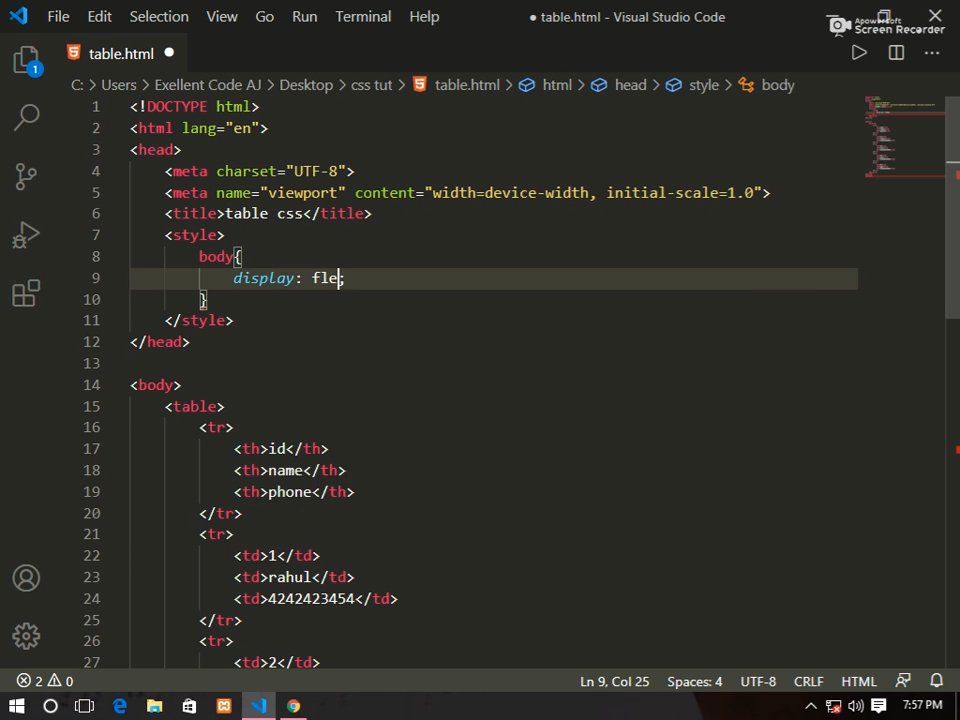 File Edit Selection View Go Run Terminal Help
● table.html - Visual Studio Code
Apowersoft
Screen Recorder
table.html ●
C: > Users > Exellent Code AJ > Desktop > css tut > table.html > html > head > style > body
1 <!DOCTYPE html>
2 <html lang="en">
3 <head>
4 <meta charset="UTF-8">
5 <meta name="viewport" content="width=device-width, initial-scale=1.0">
6 <title>table css</title>
7 <style>
8 body{
9 display: fle;
10 }
11 </style>
12 </head>
13
14 <body>
15 <table>
16 <tr>
17 <th>id</th>
18 <th>name</th>
19 <th>phone</th>
20 </tr>
21 <tr>
22 <td>1</td>
23 <td>rahul</td>
24 <td>4242423454</td>
25 </tr>
26 <tr>
27 <td>2</td>
1
2 0 Ln 9, Col 25 Spaces: 4 UTF-8 CRLF HTML
7:57 PM